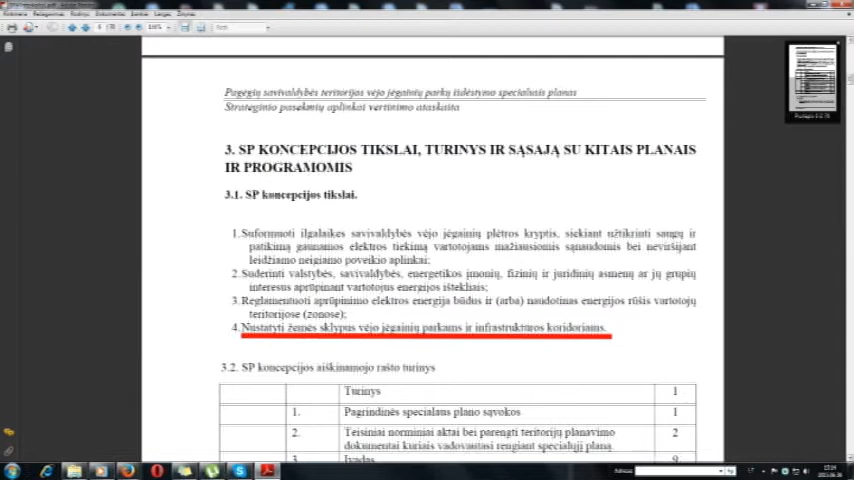 Pagėgių savivaldybės teritorijos vėjo jėgainių parkų išdėstymo specialusis planas
Strateginio pasekmių aplinkai vertinimo ataskaita
3. SP KONCEPCIJOS TIKSLAI, TURINYS IR SĄSAJĄ SU KITAIS PLANAIS
IR PROGRAMOMIS
3.1. SP koncepcijos tikslai.
1. Suformuoti ilgalaikes savivaldybės vėjo jėgainių plėtros kryptis, siekiant užtikrinti saugų ir
patikimą gaunamos elektros tiekimą vartotojams mažiausiomis sąnaudomis bei neviršijant
leidžiamo neigiamo poveikio aplinkai;
2. Suderinti valstybės, savivaldybės, energetikos įmonių, fizinių ir juridinių asmenų ar jų grupių
interesus aprūpinant vartotojus energijos ištekliais;
3. Reglamentuoti aprūpinimo elektros energija būdus ir (arba) naudotinas energijos rūšis vartotojų
teritorijose (zonose);
4. Nustatyti žemės sklypus vėjo jėgainių parkams ir infrastruktūros koridoriams.
3.2. SP koncepcijos aiškinamojo rašto turinys
Turinys 1
1. Pagrindinės specialaus plano sąvokos 1
2. Teisiniai norminiai aktai bei parengti teritorijų planavimo 2
dokumentai kuriais vadovautasi rengiant specialųjį planą.
3. Įvadas 9.